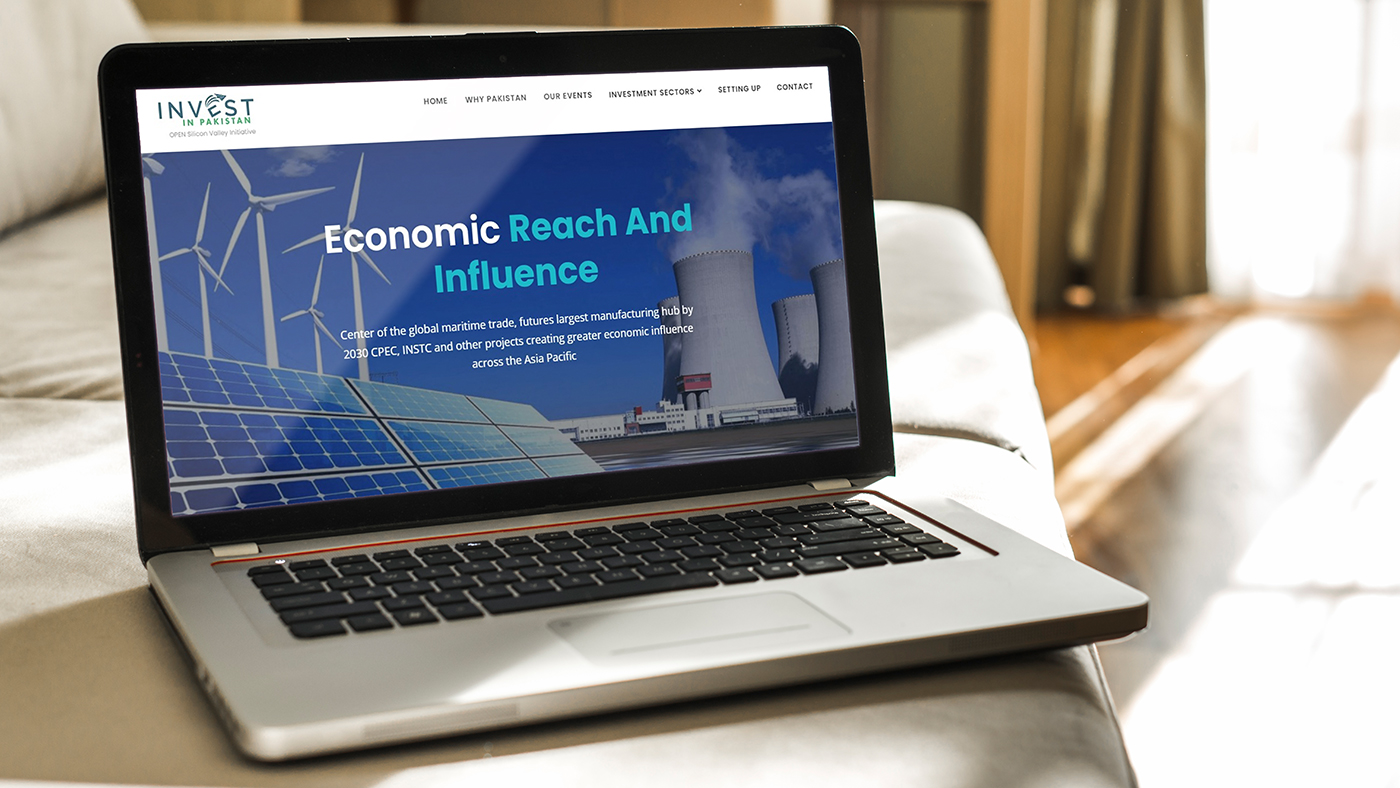 INVEST
IN PAKISTAN
OPEN Silicon Valley Initiative
HOME WHY PAKISTAN OUR EVENTS INVESTMENT SECTORS SETTING UP CONTACT
Economic Reach And
Influence
Center of the global maritime trade, futures largest manufacturing hub by
2030 CPEC, INSTC and other projects creating greater economic influence
across the Asia Pacific